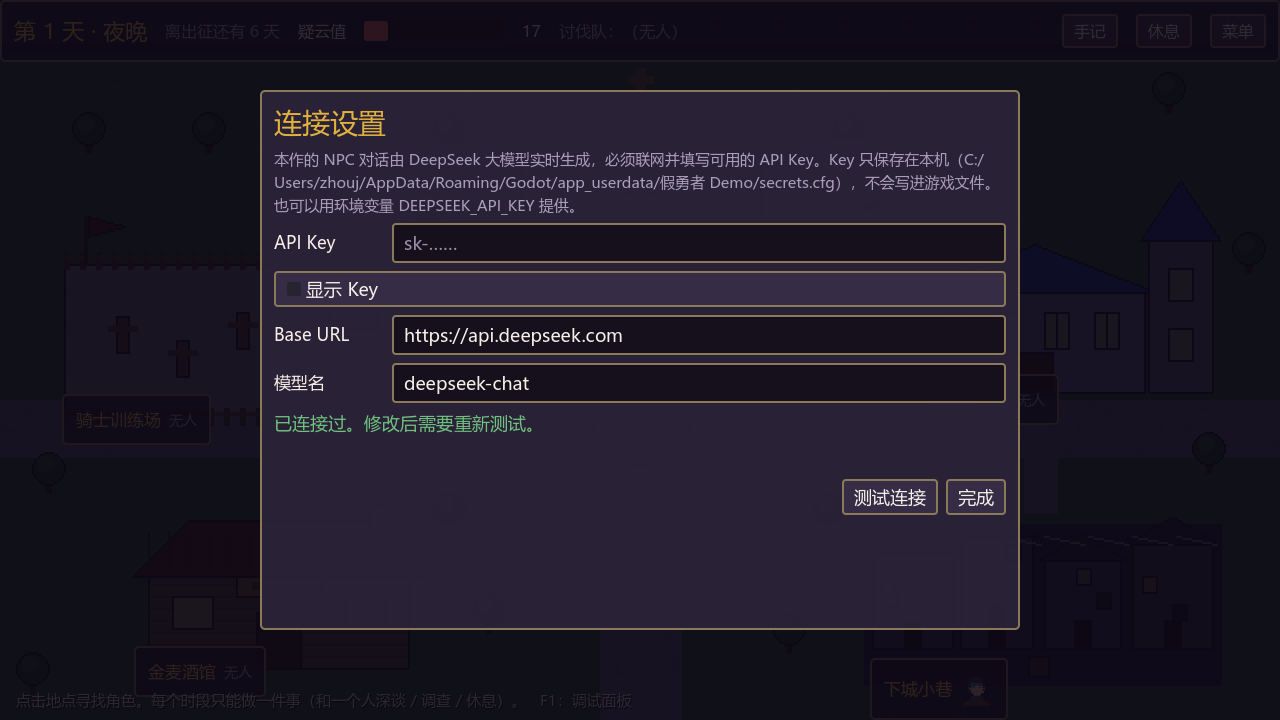 第 1 天 · 夜晚 离出征还有 6 天 疑云值 17 讨伐队：（无人） 手记 休息 菜单
连接设置
本作的 NPC 对话由 DeepSeek 大模型实时生成，必须联网并填写可用的 API Key。Key 只保存在本机（C:/
Users/zhouj/AppData/Roaming/Godot/app_userdata/假勇者 Demo/secrets.cfg），不会写进游戏文件。
也可以用环境变量 DEEPSEEK_API_KEY 提供。
API Key sk-......
显示 Key
Base URL https://api.deepseek.com
模型名 deepseek-chat
已连接过。修改后需要重新测试。
测试连接 完成
骑士训练场 无人
无人
金麦酒馆 无人
下城小巷
点击地点寻找角色。每个时段只能做一件事（和一个人深谈 / 调查 / 休息）。 F1：调试面板